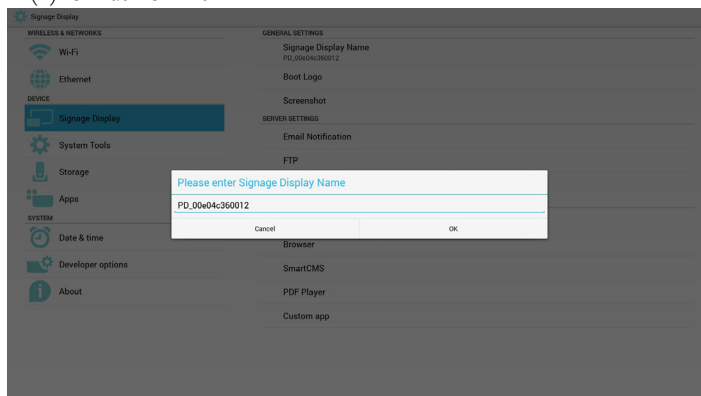 Signage Display
WIRELESS & NETWORKS
Wi-Fi
Ethernet
DEVICE
Signage Display
System Tools
Storage
Apps
SYSTEM
Date & time
Developer options
About
GENERAL SETTINGS
Signage Display Name
PD_00e04c360012
Boot Logo
Screenshot
SERVER SETTINGS
Email Notification
FTP
Please enter Signage Display Name
PD_00e04c360012
Cancel
OK
Browser
SmartCMS
PDF Player
Custom app